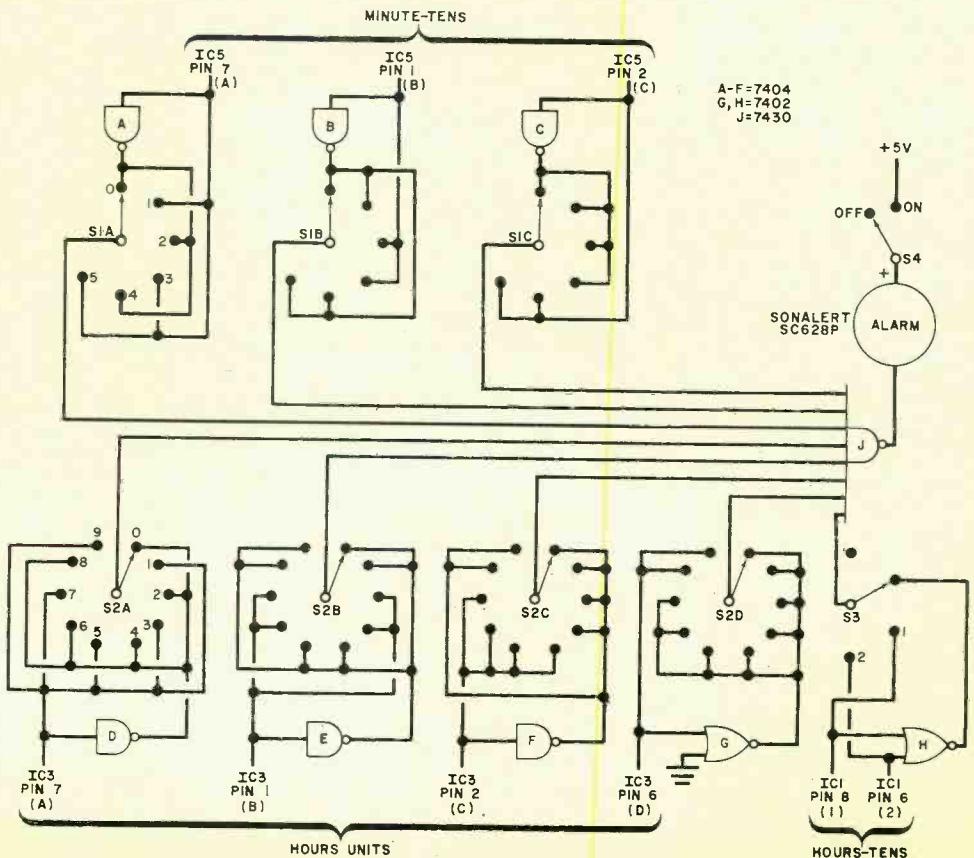 MINUTE-TENS
IC5
PIN 7
(A)
IC5
PIN 1
(B)
IC5
PIN 2
(C)
A-F=7404
G,H=7402
J=7430
A
B
C
+5V
OFF
ON
S4
+
SONALERT
SC628P
ALARM
0
1
2
3
4
5
S1A
S1B
S1C
J
9
0
8
1
7
2
6
5
4
3
S2A
S2B
S2C
S2D
S3
1
2
D
E
F
G
H
IC3
PIN 7
(A)
IC3
PIN 1
(B)
IC3
PIN 2
(C)
IC3
PIN 6
(D)
IC1
PIN 8
(1)
IC1
PIN 6
(2)
HOURS UNITS
HOURS-TENS